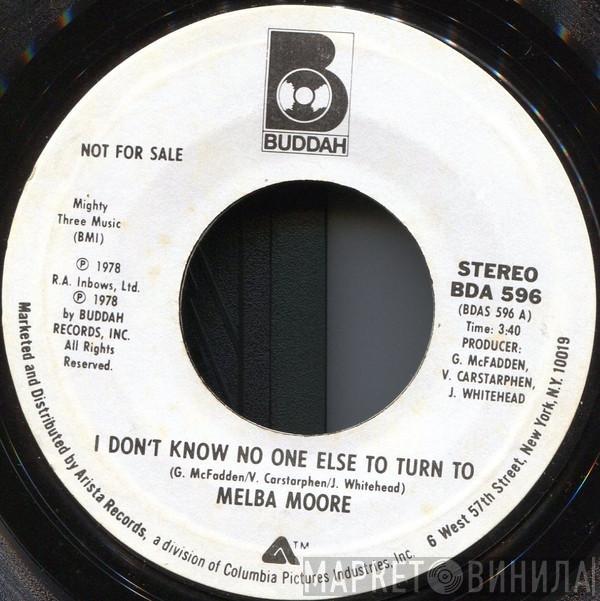 B
BUDDAH
NOT FOR SALE
Mighty
Three Music
(BMI)
℗ 1978
R.A. Inbows, Ltd.
℗ 1978
by BUDDAH
RECORDS, INC.
All Rights
Reserved.
STEREO
BDA 596
(BDAS 596 A)
Time: 3:40
PRODUCER:
G. McFADDEN,
V. CARSTARPHEN,
J. WHITEHEAD
I DON'T KNOW NO ONE ELSE TO TURN TO
(G. McFadden/V. Carstarphen/J. Whitehead)
MELBA MOORE
TM
Marketed and Distributed by Arista Records, a division of Columbia Pictures Industries, Inc. 6 West 57th Street, New York, N.Y. 10019
МАРКЕТ ВИНИЛА